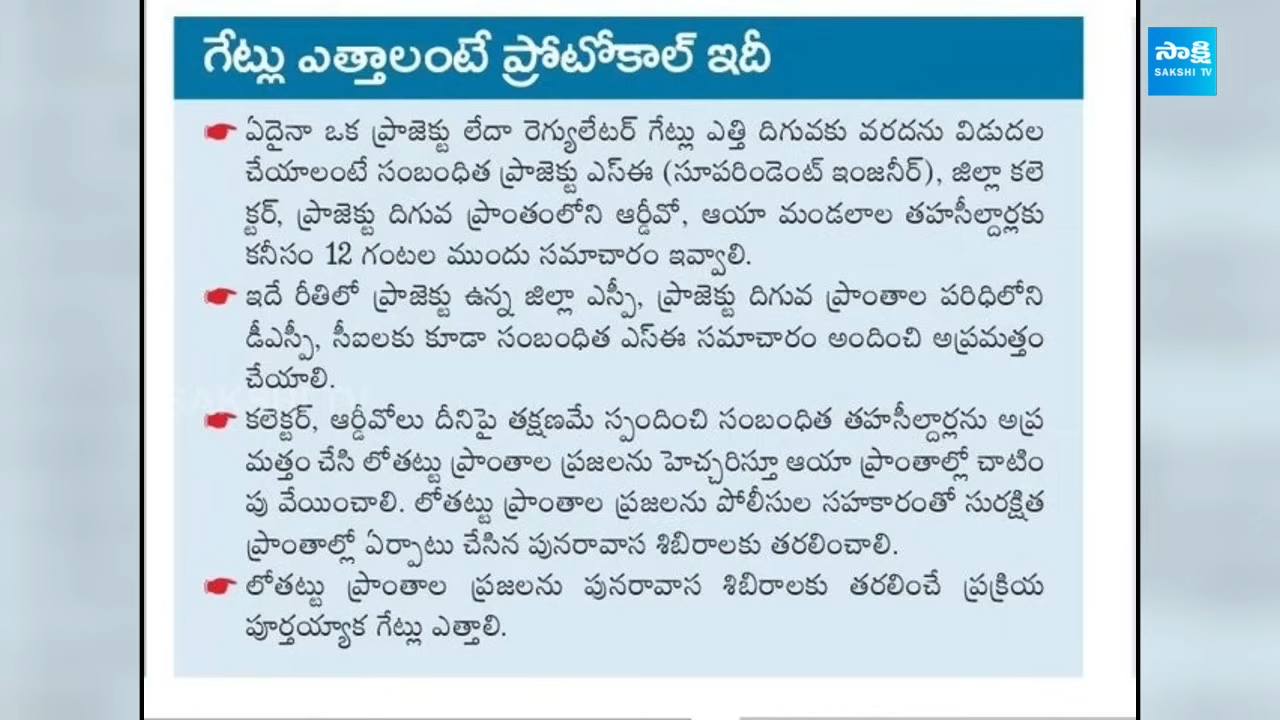 గేట్లు ఎత్తాలంటే ప్రోటోకాల్ ఇదీ
సాక్షి
SAKSHI TV
ఏదైనా ఒక ప్రాజెక్టు లేదా రెగ్యులేటర్ గేట్లు ఎత్తి దిగువకు వరదను విడుదల
చేయాలంటే సంబంధిత ప్రాజెక్టు ఎస్ఈ (సూపరిండెంట్ ఇంజనీర్), జిల్లా కలె
క్టర్, ప్రాజెక్టు దిగువ ప్రాంతంలోని ఆర్డీవో, ఆయా మండలాల తహసీల్దార్లకు
కనీసం 12 గంటల ముందు సమాచారం ఇవ్వాలి.
ఇదే రీతిలో ప్రాజెక్టు ఉన్న జిల్లా ఎస్పీ, ప్రాజెక్టు దిగువ ప్రాంతాల పరిధిలోని
డీఎస్పీ, సీఐలకు కూడా సంబంధిత ఎస్ఈ సమాచారం అందించి అప్రమత్తం
చేయాలి.
కలెక్టర్, ఆర్డీవోలు దీనిపై తక్షణమే స్పందించి సంబంధిత తహసీల్దార్లను అప్ర
మత్తం చేసి లోతట్టు ప్రాంతాల ప్రజలను హెచ్చరిస్తూ ఆయా ప్రాంతాల్లో చాటిం
పు వేయించాలి. లోతట్టు ప్రాంతాల ప్రజలను పోలీసుల సహకారంతో సురక్షిత
ప్రాంతాల్లో ఏర్పాటు చేసిన పునరావాస శిబిరాలకు తరలించాలి.
లోతట్టు ప్రాంతాల ప్రజలను పునరావాస శిబిరాలకు తరలించే ప్రక్రియ
పూర్తయ్యాక గేట్లు ఎత్తాలి.